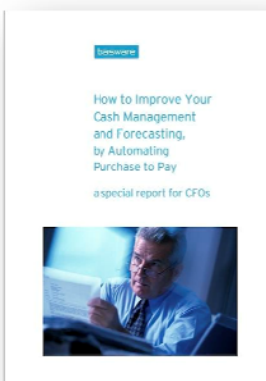 basware
How to Improve Your
Cash Management
and Forecasting,
by Automating
Purchase to Pay
a special report for CFOs